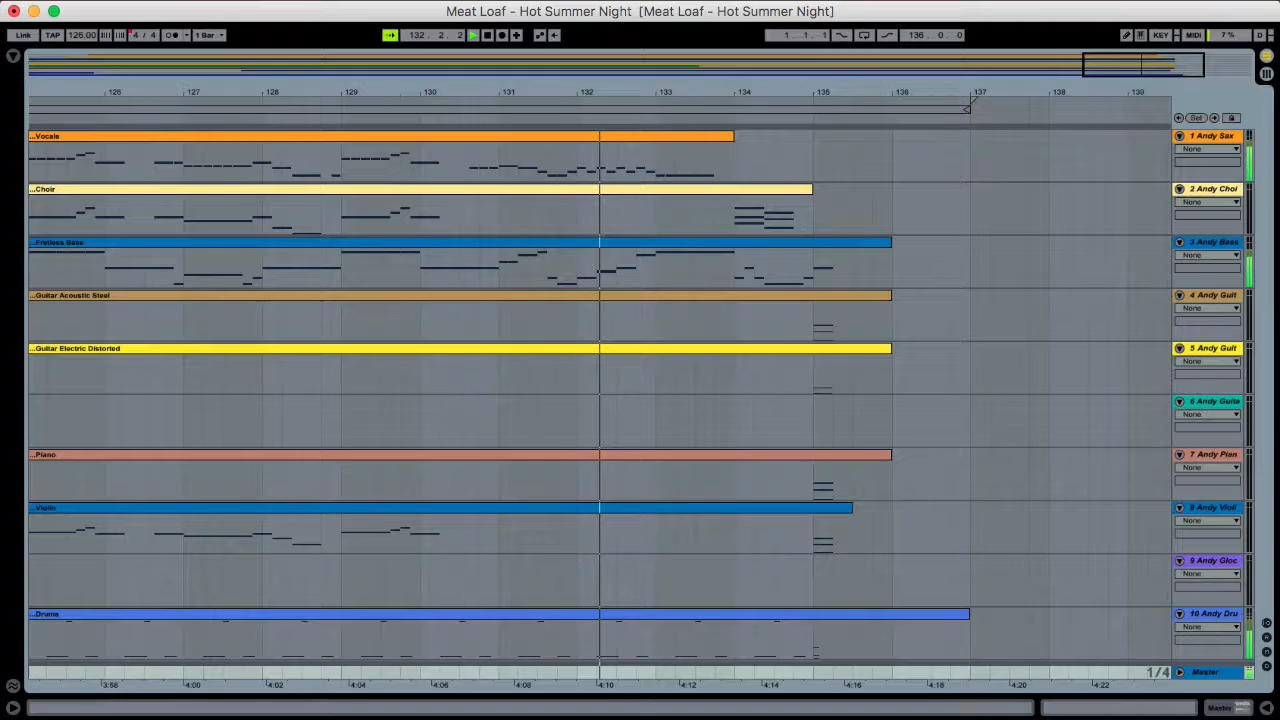 Meat Loaf - Hot Summer Night  [Meat Loaf - Hot Summer Night]
Link TAP 126.00 4 / 4 1 Bar 132. 2. 2 1. 1. 1 136. 0. 0 KEY MIDI 7 % D
126 127 128 129 130 131 132 133 134 135 136 137 138 139
Set
...Vocals 1 Andy Sax
None
...Choir 2 Andy Choi
None
...Fretless Bass 3 Andy Bass
None
...Guitar Acoustic Steel 4 Andy Guit
None
...Guitar Electric Distorted 5 Andy Guit
None
6 Andy Guita
None
...Piano 7 Andy Pian
None
...Violin 8 Andy Violi
None
9 Andy Gloc
None
...Drums 10 Andy Dru
None
1/4 Master
3:58 4:00 4:02 4:04 4:06 4:08 4:10 4:12 4:14 4:16 4:18 4:20 4:22
Master